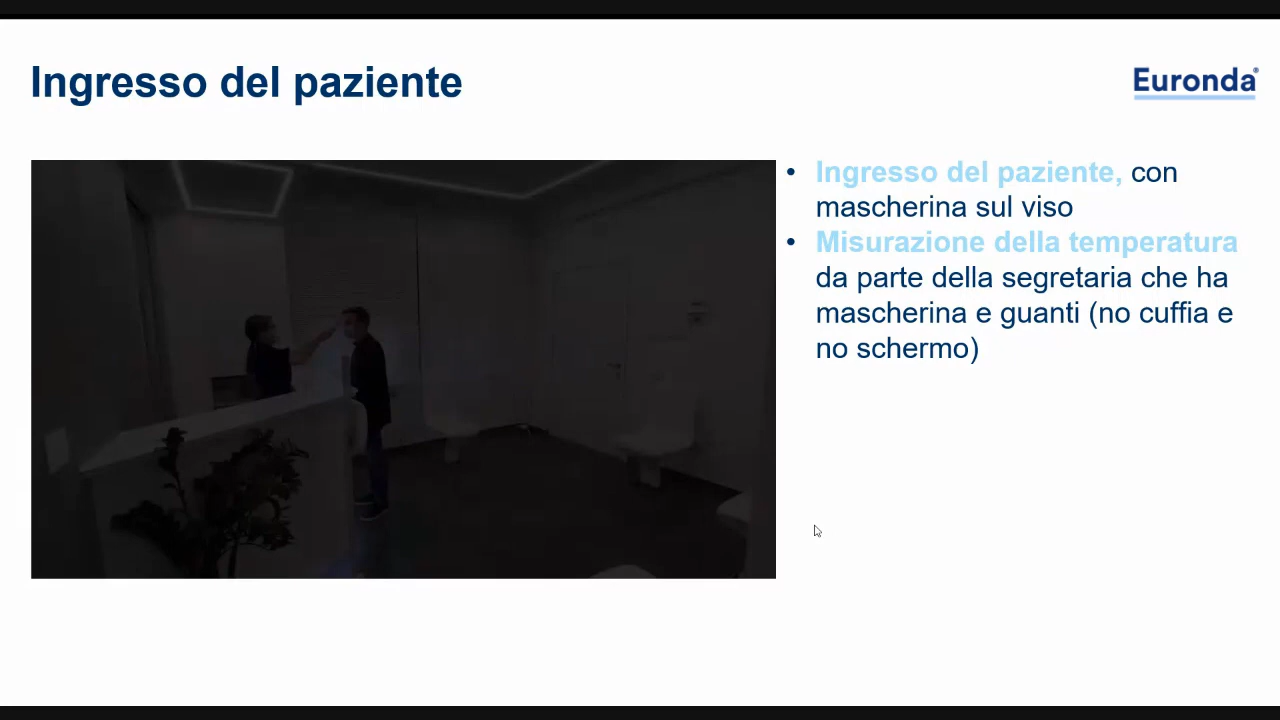 Ingresso del paziente
Euronda®
• Ingresso del paziente, con
mascherina sul viso
• Misurazione della temperatura
da parte della segretaria che ha
mascherina e guanti (no cuffia e
no schermo)